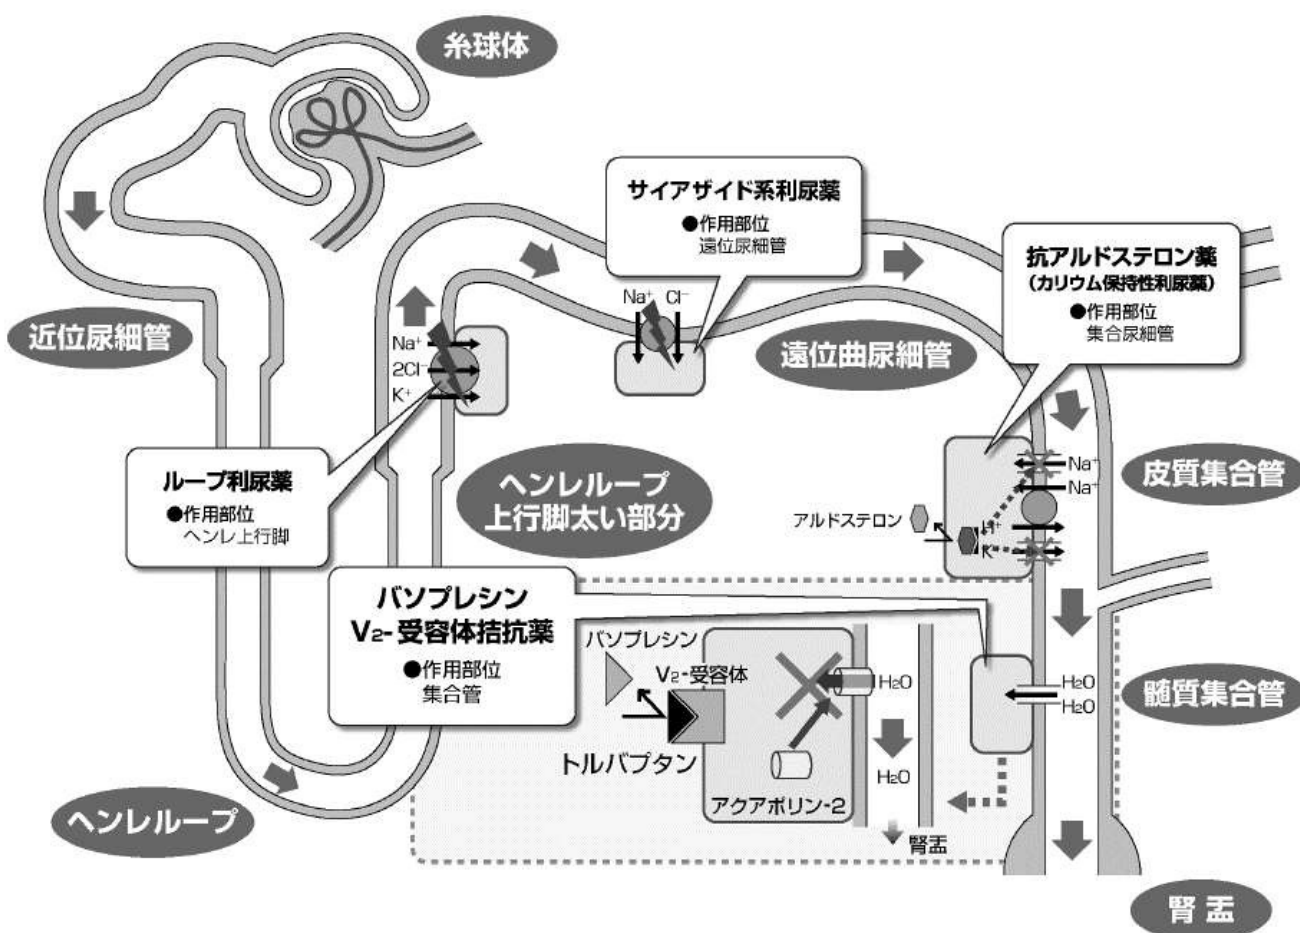 糸球体
サイアザイド系利尿薬
●作用部位
遠位尿細管
抗アルドステロン薬
(カリウム保持性利尿薬)
●作用部位
集合尿細管
近位尿細管
Na⁺ Cl⁻
遠位曲尿細管
Na⁺
2Cl⁻
K⁺
ループ利尿薬
●作用部位
ヘンレ上行脚
ヘンレループ
上行脚太い部分
Na⁺
Na⁺
皮質集合管
アルドステロン
H⁺
K⁺
バソプレシン
V₂-受容体拮抗薬
●作用部位
集合管
バソプレシン
V₂-受容体
トルバプタン
H₂O
H₂O
アクアポリン-2
腎盂
H₂O
H₂O
髄質集合管
ヘンレループ
腎盂